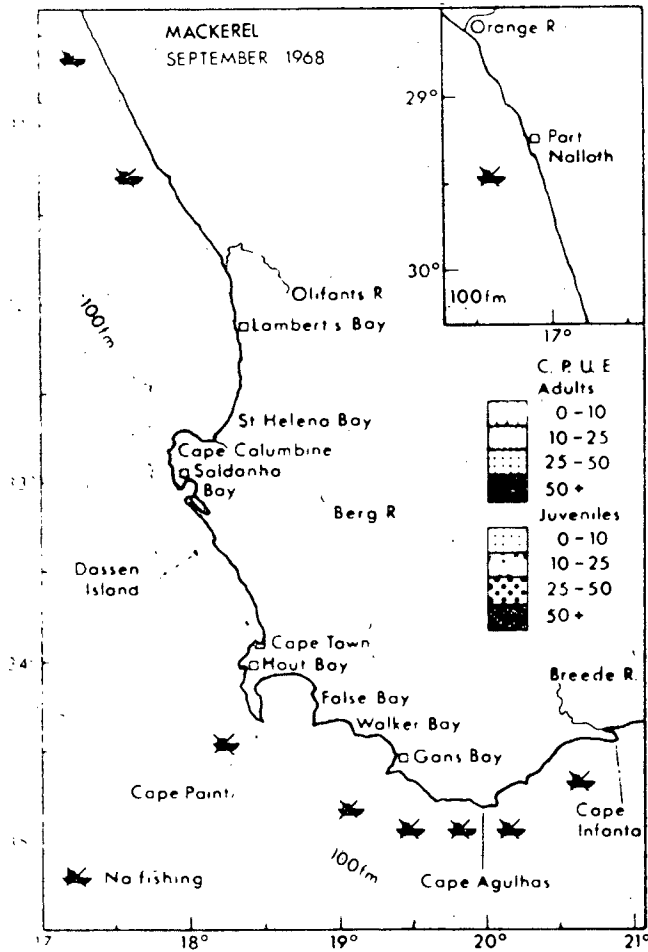 MACKEREL
SEPTEMBER 1968
Orange R
29°
Port
Nalloth
30°
100fm
17°
100fm
Olifants R
Lambert's Bay
C. P. U. E
Adults
0-10
10-25
25-50
50+
Juveniles
0-10
10-25
25-50
50+
St Helena Bay
Cape Columbine
Saldanha
Bay
Berg R
Dassen
Island
Cape Town
Hout Bay
Breede R.
False Bay
Walker Bay
Gans Bay
Cape Point
Cape
Infanta
100fm
No fishing
Cape Agulhas
17
18°
19°
20°
21°